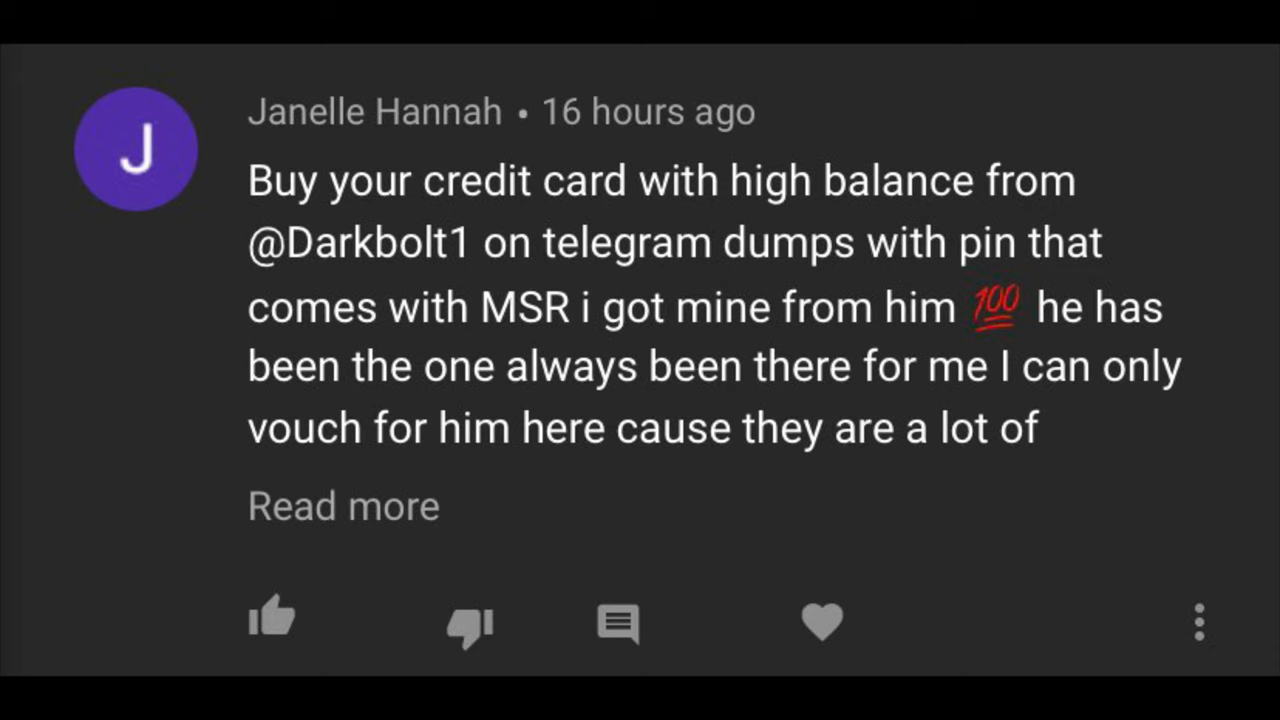 J
Janelle Hannah • 16 hours ago
Buy your credit card with high balance from
@Darkbolt1 on telegram dumps with pin that
comes with MSR i got mine from him 💯 he has
been the one always been there for me I can only
vouch for him here cause they are a lot of
Read more